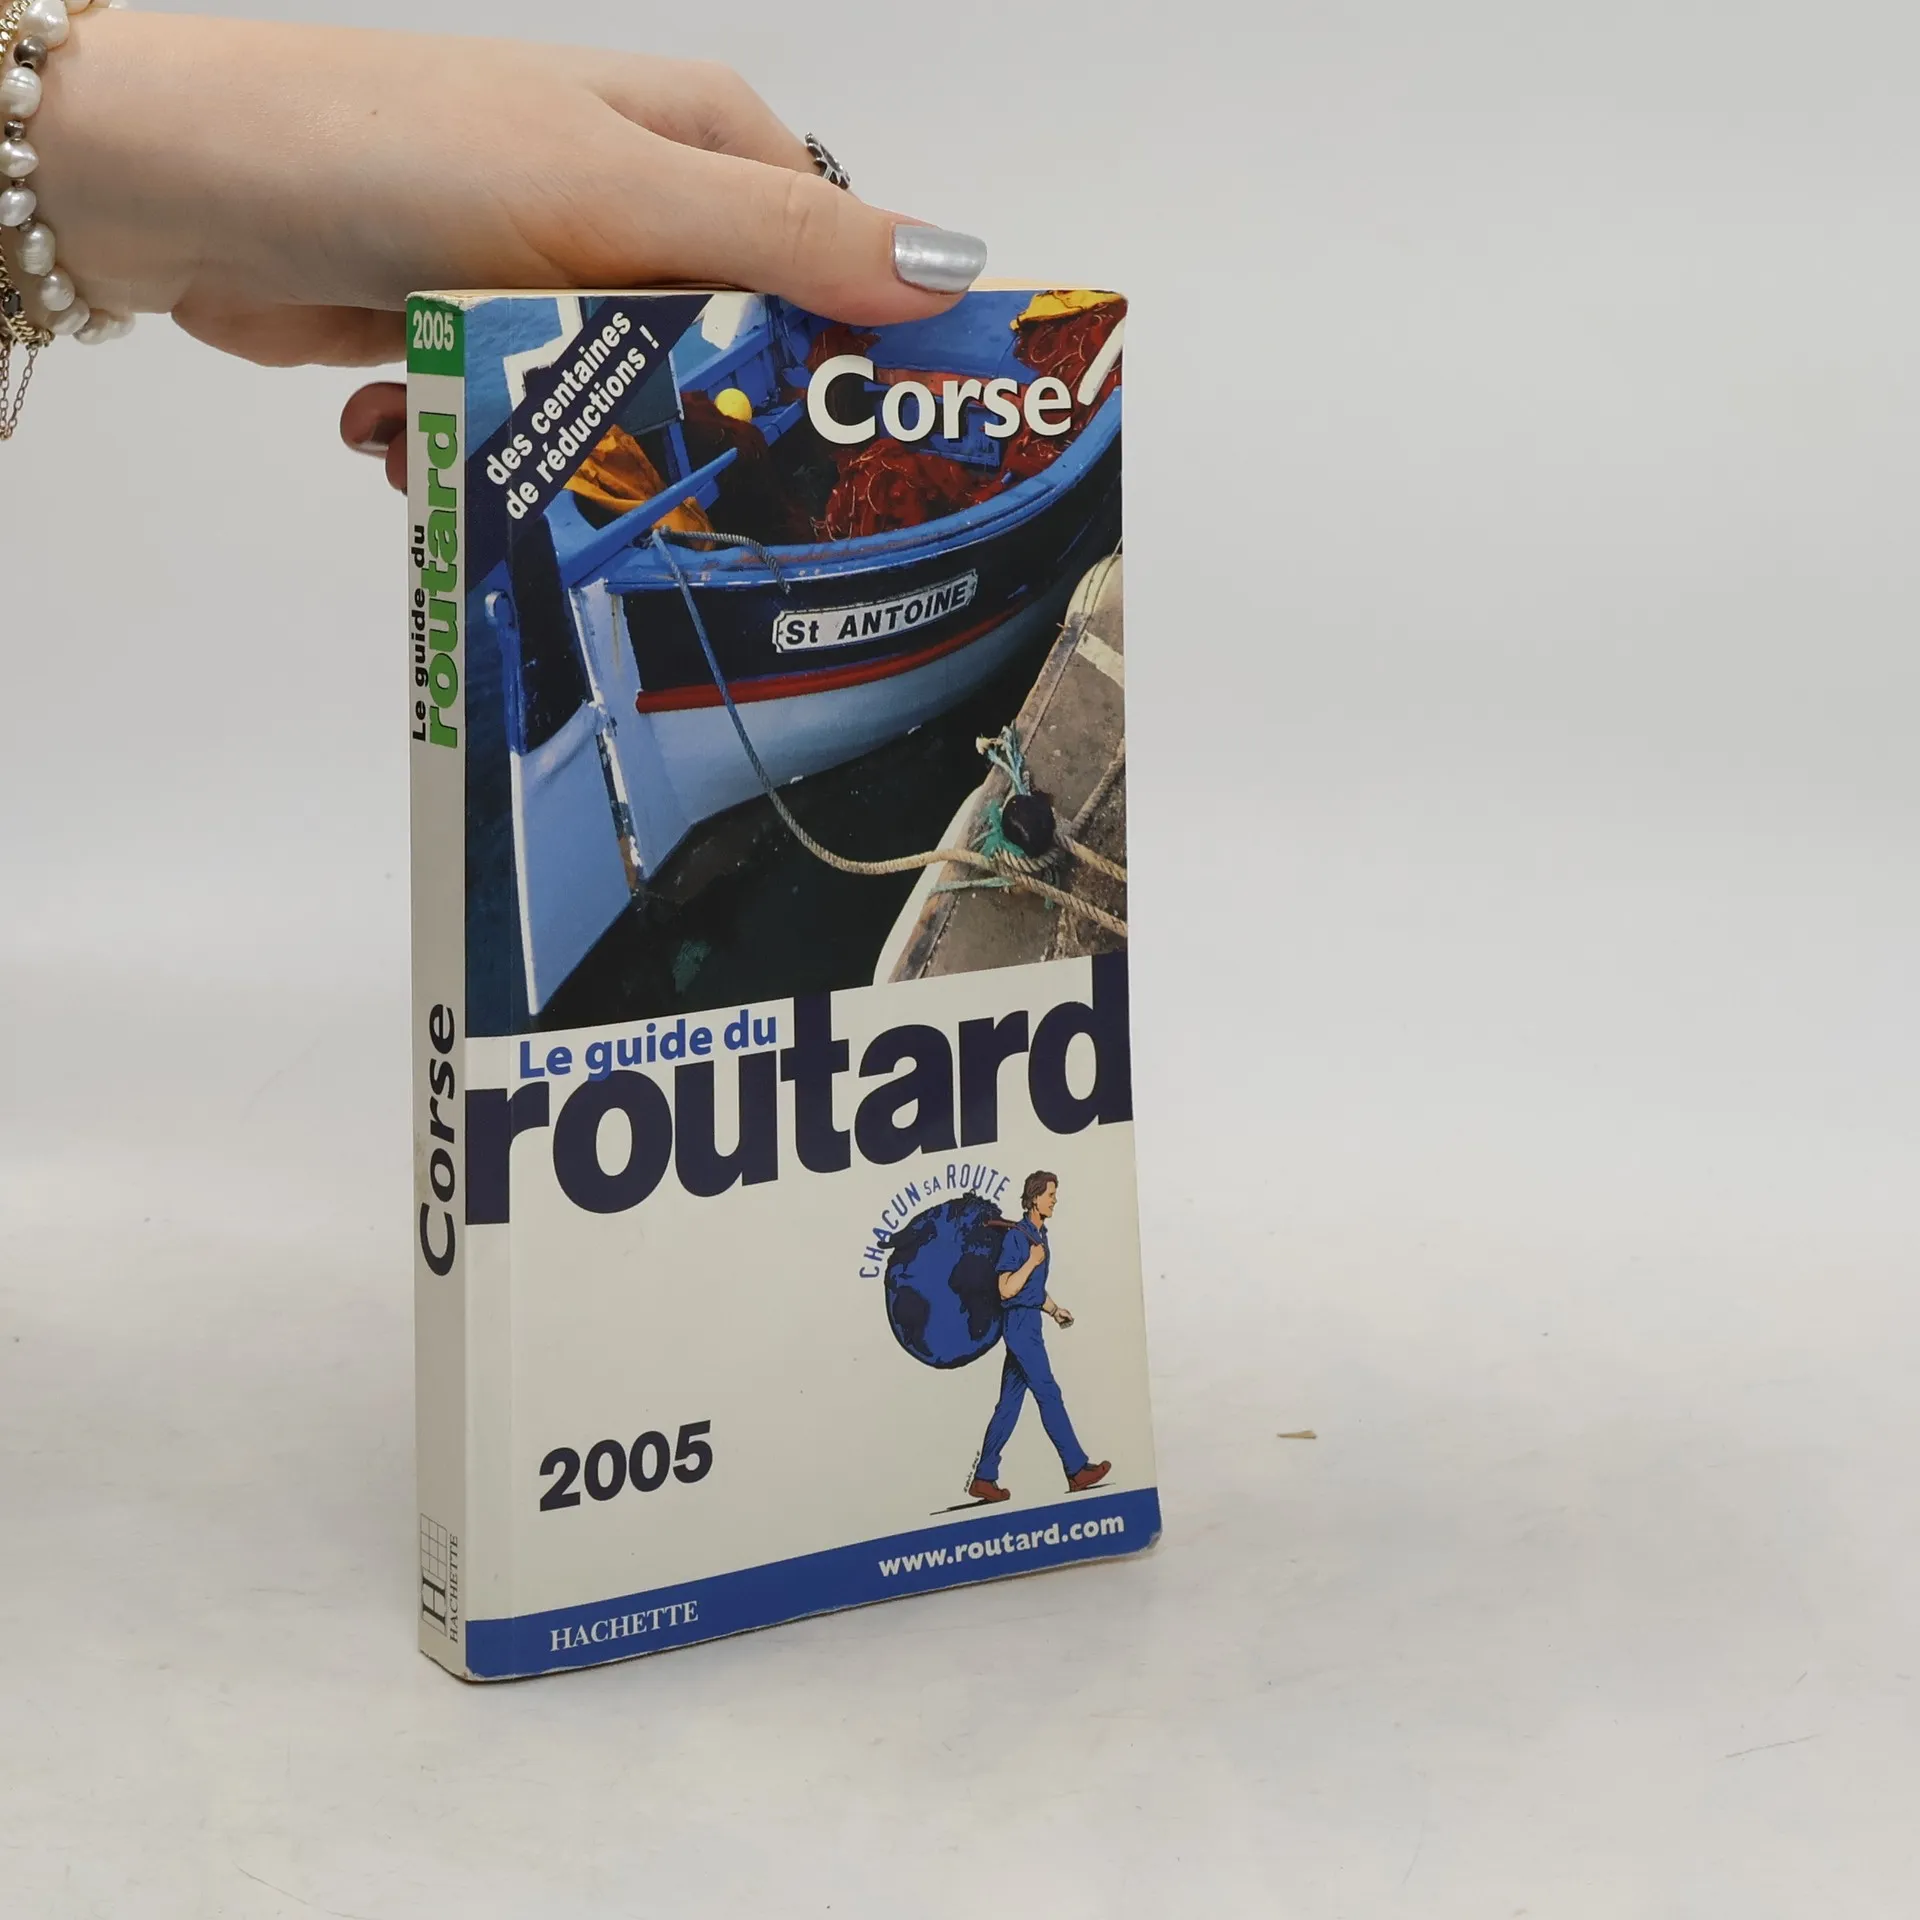 2005
Le guide du
routard
Corse
H
HACHETTE
des centaines
de réductions !
Corse
St ANTOINE
Le guide du
routard
CHACUN SA ROUTE
2005
www.routard.com
HACHETTE